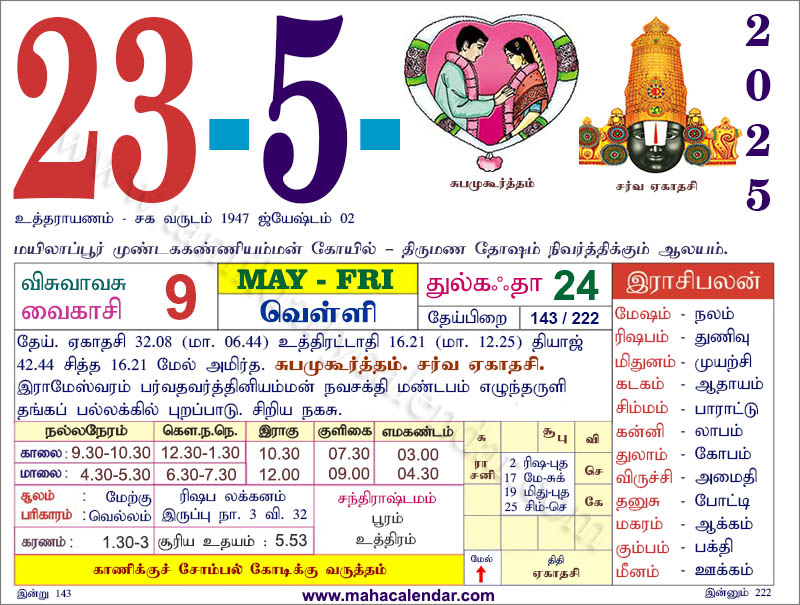 23-5-
2025
சுபமுகூர்த்தம்
சர்வ ஏகாதசி
உத்தராயணம் - சக வருடம் 1947 ஜ்யேஷ்டம் 02
மயிலாப்பூர் முண்டககண்ணியம்மன் கோயில் – திருமண தோஷம் நிவர்த்திக்கும் ஆலயம்.
விசுவாவசு
வைகாசி 9
MAY - FRI
வெள்ளி
துல்கஃதா 24
தேய்பிறை 143 / 222
தேய். ஏகாதசி 32.08 (மா. 06.44) உத்திரட்டாதி 16.21 (மா. 12.25) தியாஜ்
42.44 சித்த 16.21 மேல் அமிர்த. சுபமுகூர்த்தம். சர்வ ஏகாதசி.
இராமேஸ்வரம் பர்வதவர்த்தினியம்மன் நவசக்தி மண்டபம் எழுந்தருளி
தங்கப் பல்லக்கில் புறப்பாடு. சிறிய நகசு.
இராசிபலன்
மேஷம் - நலம்
ரிஷபம் - துணிவு
மிதுனம் - முயற்சி
கடகம் - ஆதாயம்
சிம்மம் - பாராட்டு
கன்னி - லாபம்
துலாம் - கோபம்
விருச்சி - அமைதி
தனுசு - போட்டி
மகரம் - ஆக்கம்
கும்பம் - பக்தி
மீனம் - ஊக்கம்
நல்லநேரம் கௌ.ந.நெ. இராகு குளிகை எமகண்டம்
காலை: 9.30-10.30 12.30-1.30 10.30 07.30 03.00
மாலை: 4.30-5.30 6.30-7.30 12.00 09.00 04.30
சூலம் : மேற்கு
பரிகாரம் : வெல்லம்
ரிஷப லக்கனம்
இருப்பு நா. 3 வி. 32
சந்திராஷ்டமம்
பூரம்
உத்திரம்
கரணம் : 1.30-3 சூரிய உதயம் : 5.53
சு சூ பு வி
ரா சனி
2 ரிஷ-புத
17 மே-சுக்
19 மிது-புத
25 சிம்-செ
செ
கே
மேல்
திதி
ஏகாதசி
காணிக்குச் சோம்பல் கோடிக்கு வருத்தம்
இன்று 143
www.mahacalendar.com
இன்னும் 222